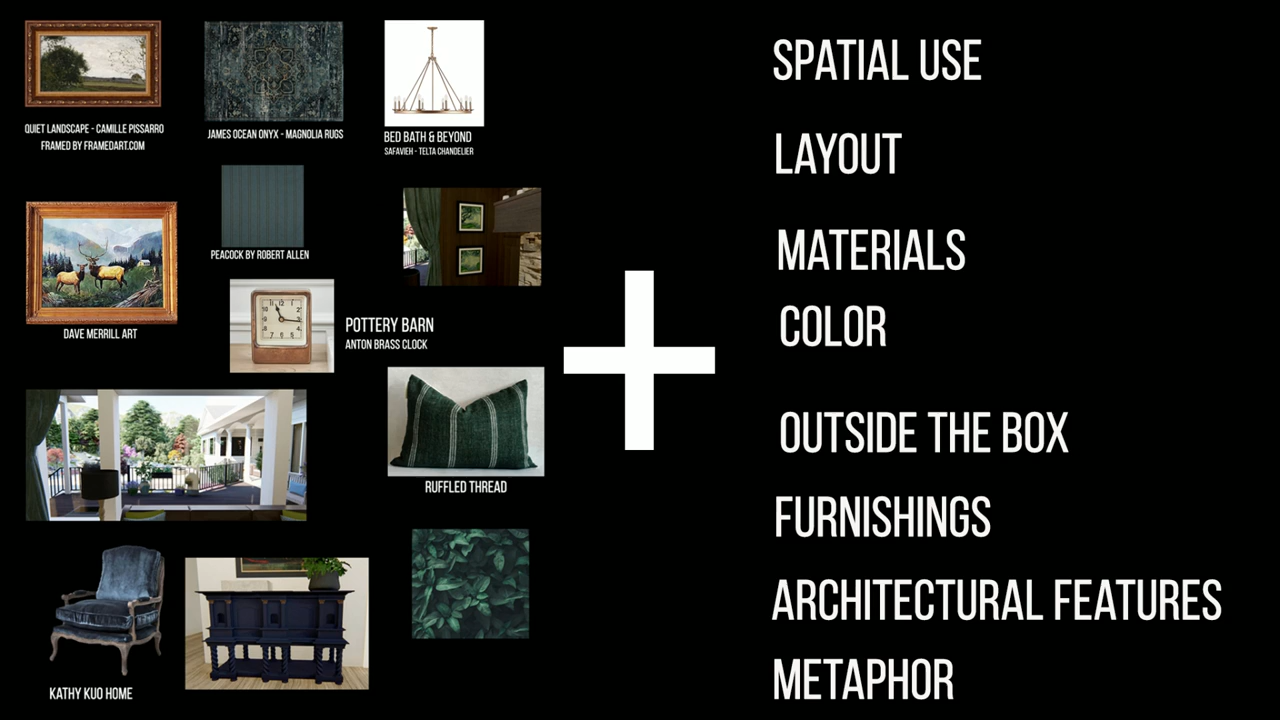 QUIET LANDSCAPE - CAMILLE PISSARRO
FRAMED BY FRAMEDART.COM
JAMES OCEAN ONYX - MAGNOLIA RUGS
BED BATH & BEYOND
SAFAVIEH - TELTA CHANDELIER
PEACOCK BY ROBERT ALLEN
DAVE MERRILL ART
POTTERY BARN
ANTON BRASS CLOCK
RUFFLED THREAD
KATHY KUO HOME
SPATIAL USE
LAYOUT
MATERIALS
COLOR
OUTSIDE THE BOX
FURNISHINGS
ARCHITECTURAL FEATURES
METAPHOR